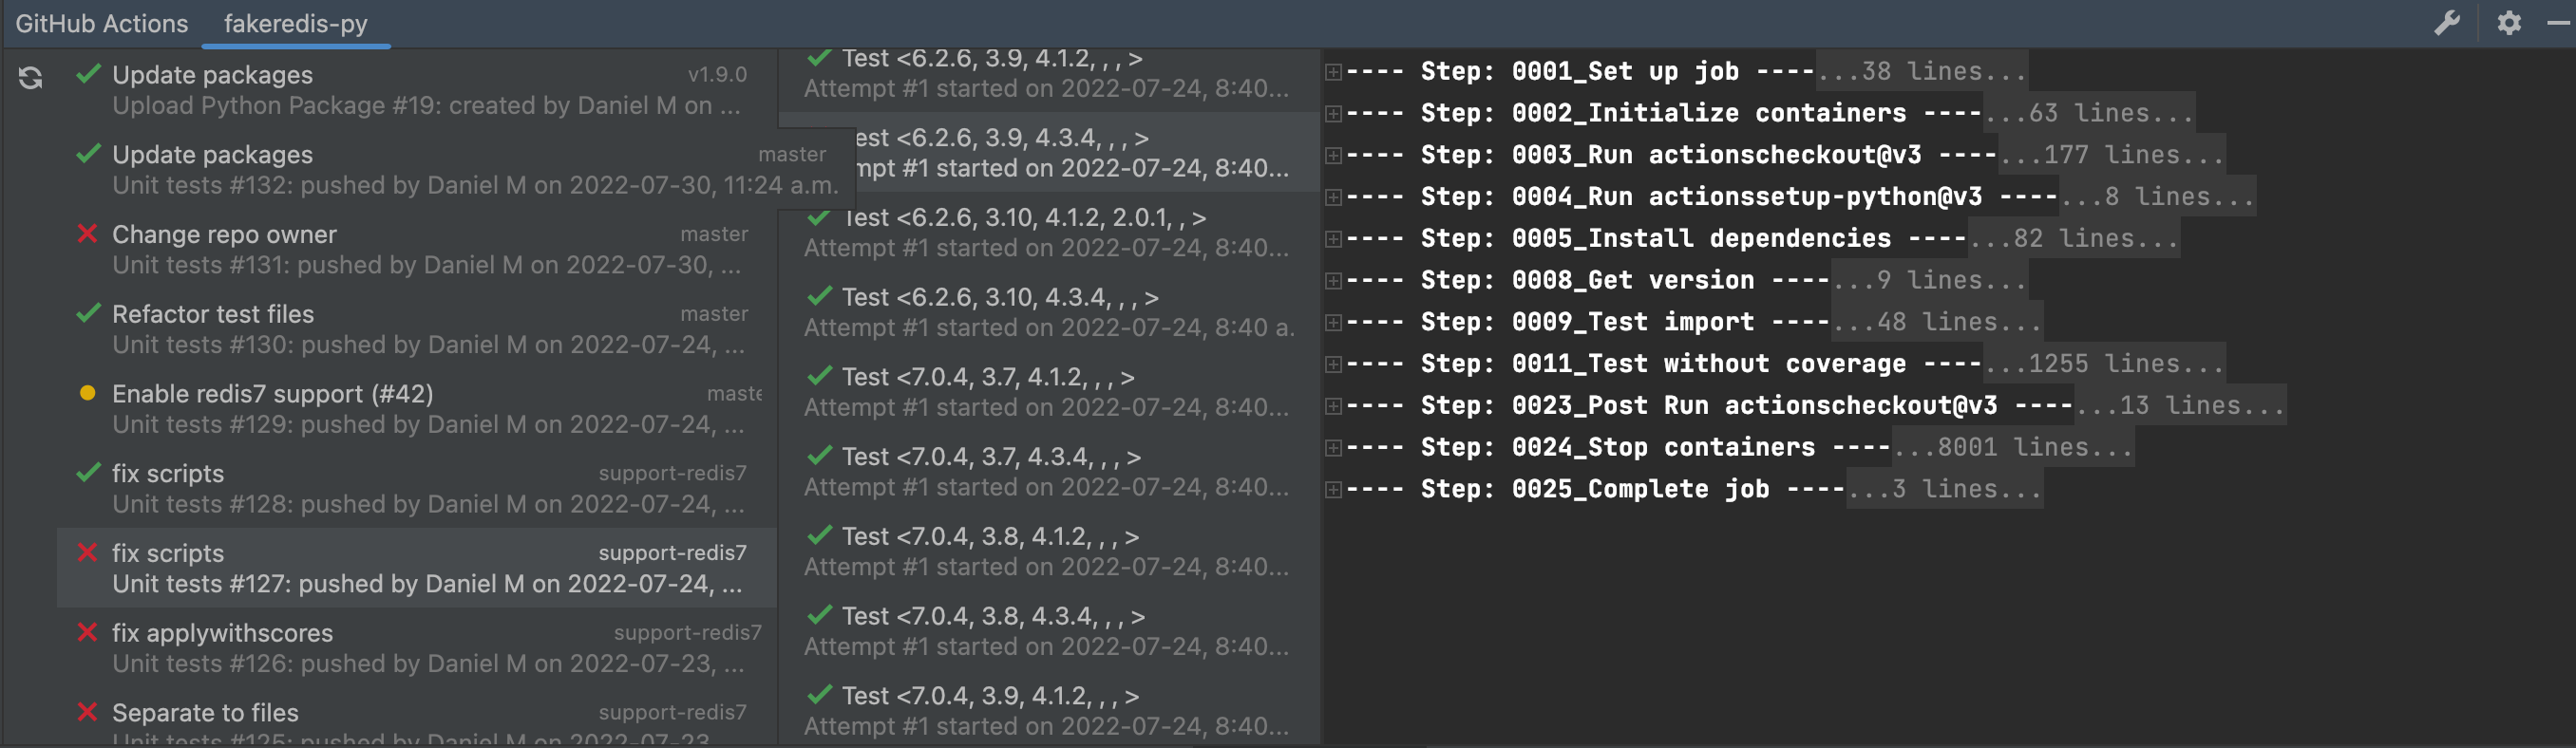 GitHub Actions fakeredis-py
Update packages v1.9.0
Upload Python Package #19: created by Daniel M on ...
Update packages master
Unit tests #132: pushed by Daniel M on 2022-07-30, 11:24 a.m.
Change repo owner master
Unit tests #131: pushed by Daniel M on 2022-07-30, ...
Refactor test files master
Unit tests #130: pushed by Daniel M on 2022-07-24, ...
Enable redis7 support (#42) maste
Unit tests #129: pushed by Daniel M on 2022-07-24, ...
fix scripts support-redis7
Unit tests #128: pushed by Daniel M on 2022-07-24, ...
fix scripts support-redis7
Unit tests #127: pushed by Daniel M on 2022-07-24, ...
fix applywithscores support-redis7
Unit tests #126: pushed by Daniel M on 2022-07-23, ...
Separate to files support-redis7
Unit tests #125: pushed by Daniel M on 2022-07-23
Test <6.2.6, 3.9, 4.1.2, , , >
Attempt #1 started on 2022-07-24, 8:40...
est <6.2.6, 3.9, 4.3.4, , , >
mpt #1 started on 2022-07-24, 8:40...
Test <6.2.6, 3.10, 4.1.2, 2.0.1, , >
Attempt #1 started on 2022-07-24, 8:40...
Test <6.2.6, 3.10, 4.3.4, , , >
Attempt #1 started on 2022-07-24, 8:40 a.
Test <7.0.4, 3.7, 4.1.2, , , >
Attempt #1 started on 2022-07-24, 8:40...
Test <7.0.4, 3.7, 4.3.4, , , >
Attempt #1 started on 2022-07-24, 8:40...
Test <7.0.4, 3.8, 4.1.2, , , >
Attempt #1 started on 2022-07-24, 8:40...
Test <7.0.4, 3.8, 4.3.4, , , >
Attempt #1 started on 2022-07-24, 8:40...
Test <7.0.4, 3.9, 4.1.2, , , >
Attempt #1 started on 2022-07-24, 8:40...
---- Step: 0001_Set up job ----...38 lines...
---- Step: 0002_Initialize containers ----...63 lines...
---- Step: 0003_Run actionscheckout@v3 ----...177 lines...
---- Step: 0004_Run actionssetup-python@v3 ----...8 lines...
---- Step: 0005_Install dependencies ----...82 lines...
---- Step: 0008_Get version ----...9 lines...
---- Step: 0009_Test import ----...48 lines...
---- Step: 0011_Test without coverage ----...1255 lines...
---- Step: 0023_Post Run actionscheckout@v3 ----...13 lines...
---- Step: 0024_Stop containers ----...8001 lines...
---- Step: 0025_Complete job ----...3 lines...